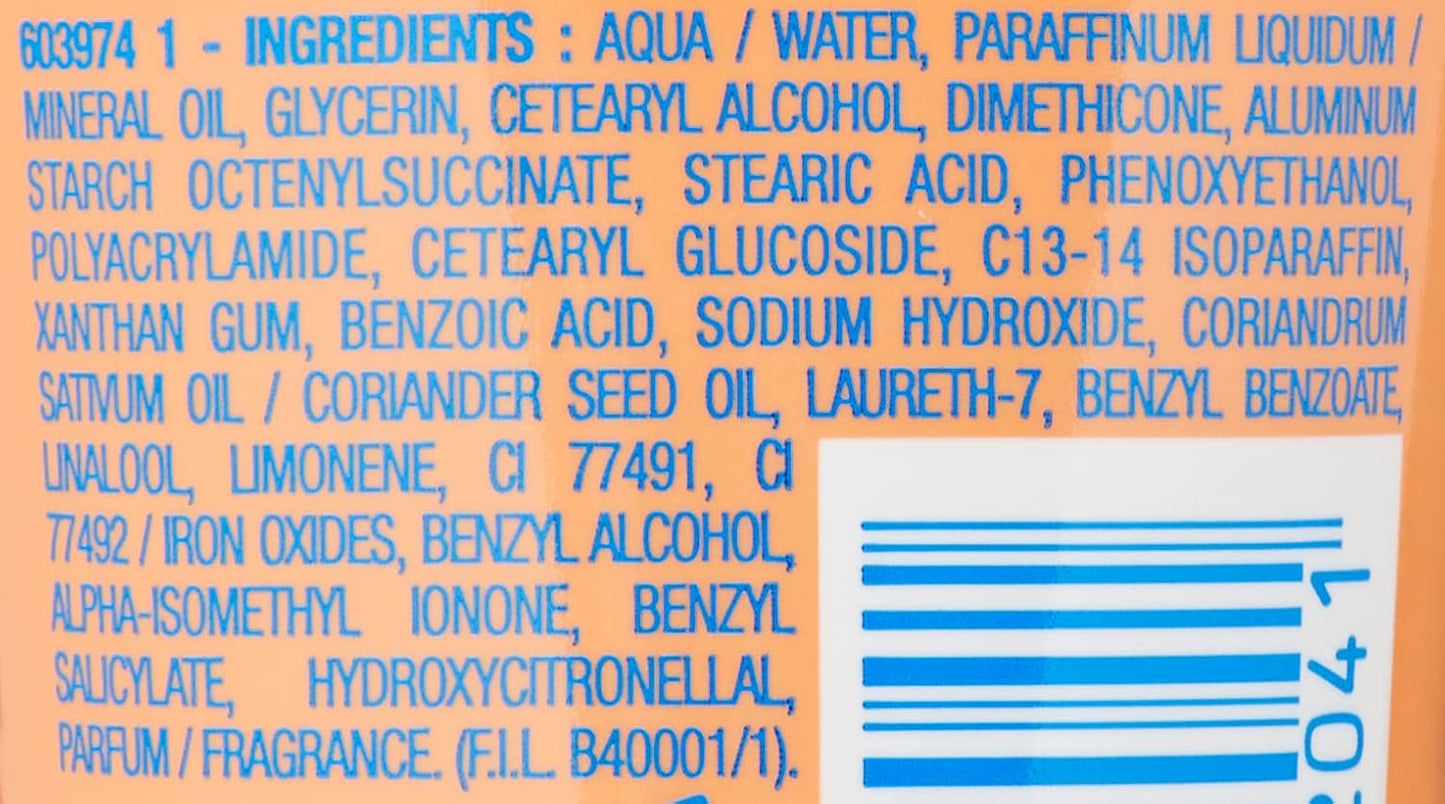 603974 1 - INGREDIENTS : AQUA / WATER, PARAFFINUM LIQUIDUM /
MINERAL OIL, GLYCERIN, CETEARYL ALCOHOL, DIMETHICONE, ALUMINUM
STARCH OCTENYLSUCCINATE, STEARIC ACID, PHENOXYETHANOL,
POLYACRYLAMIDE, CETEARYL GLUCOSIDE, C13-14 ISOPARAFFIN,
XANTHAN GUM, BENZOIC ACID, SODIUM HYDROXIDE, CORIANDRUM
SATIVUM OIL / CORIANDER SEED OIL, LAURETH-7, BENZYL BENZOATE,
LINALOOL, LIMONENE, CI 77491, CI
77492 / IRON OXIDES, BENZYL ALCOHOL,
ALPHA-ISOMETHYL IONONE, BENZYL
SALICYLATE, HYDROXYCITRONELLAL,
PARFUM / FRAGRANCE. (F.I.L. B40001/1).
041